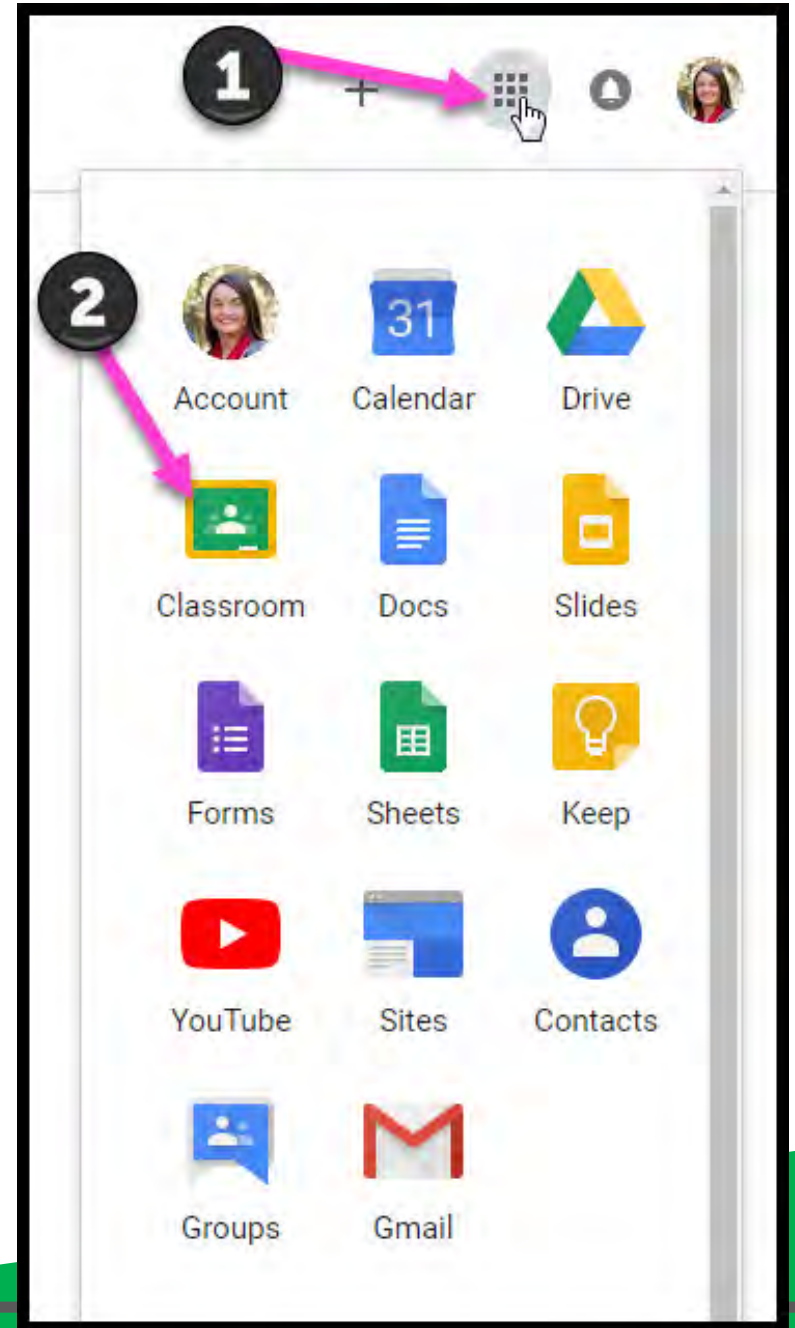 1
2
31
Account Calendar Drive
Classroom Docs Slides
Forms Sheets Keep
YouTube Sites Contacts
Groups Gmail